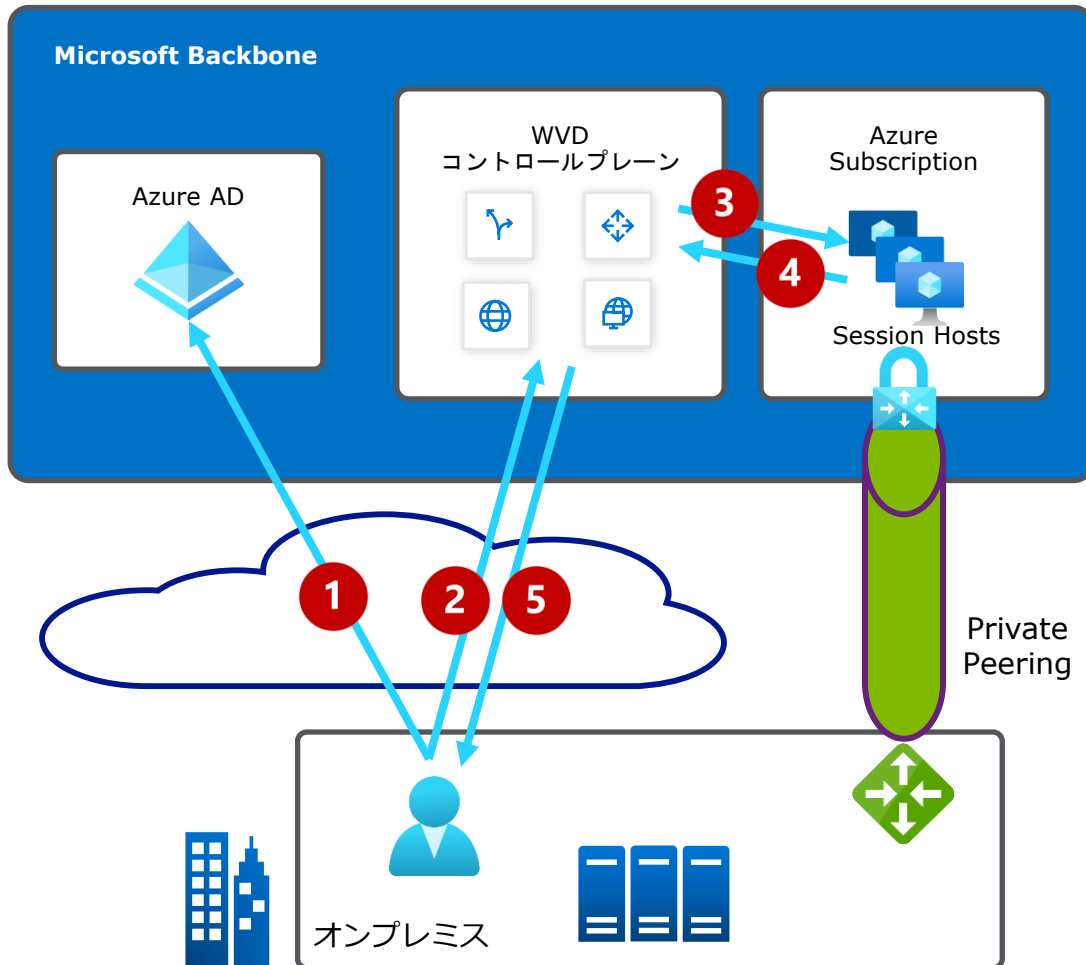 Microsoft Backbone
Azure AD
WVD
コントロールプレーン
Azure
Subscription
3
4
Session Hosts
1
2
5
Private
Peering
オンプレミス